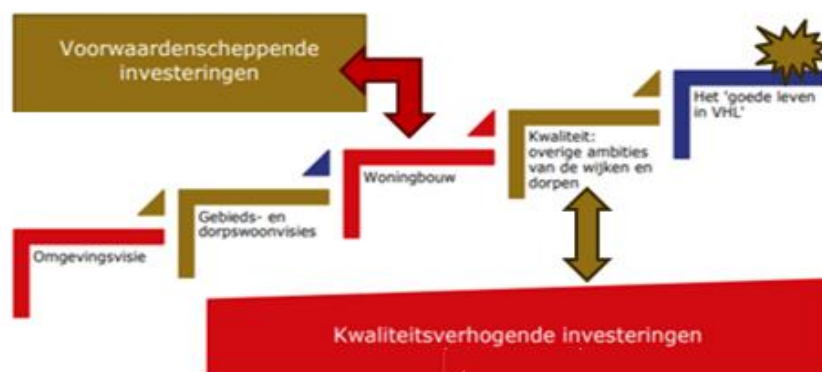 Voorwaardenscheppende
investeringen
Het 'goede leven
in VHL'
Kwaliteit:
overige ambities
van de wijken en
dorpen
Woningbouw
Gebieds- en
dorpswoonvisies
Omgevingsvisie
Kwaliteitsverhogende investeringen